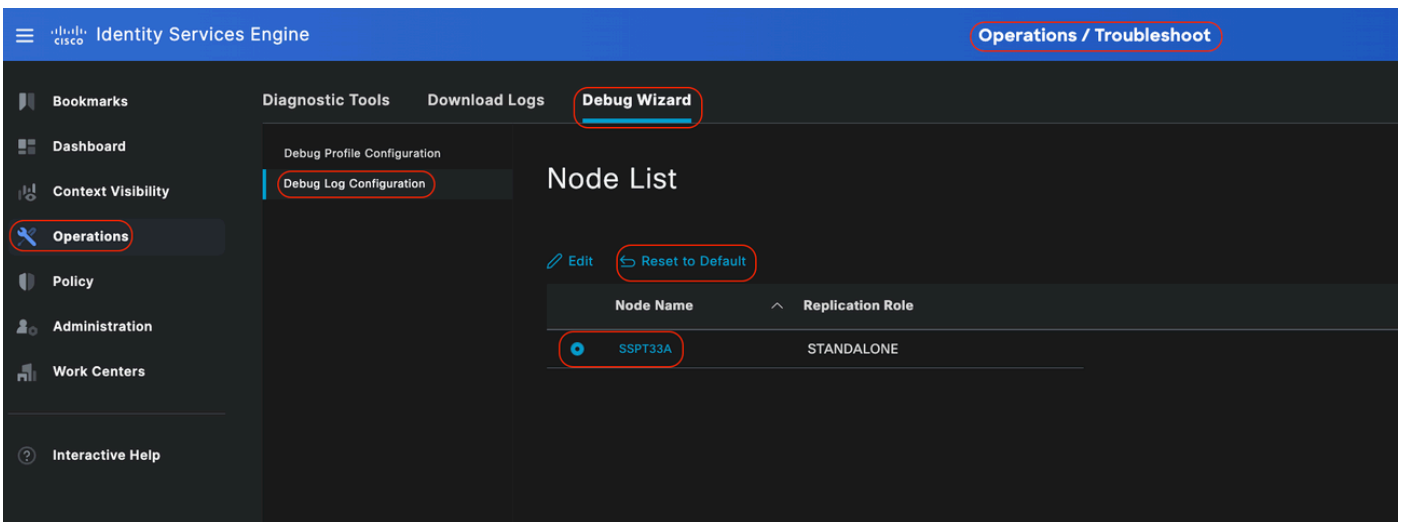 cisco Identity Services Engine
Operations / Troubleshoot
Bookmarks
Dashboard
Context Visibility
Operations
Policy
Administration
Work Centers
Interactive Help
Diagnostic Tools Download Logs Debug Wizard
Debug Profile Configuration
Debug Log Configuration
Node List
Edit Reset to Default
Node Name Replication Role
SSPT33A STANDALONE